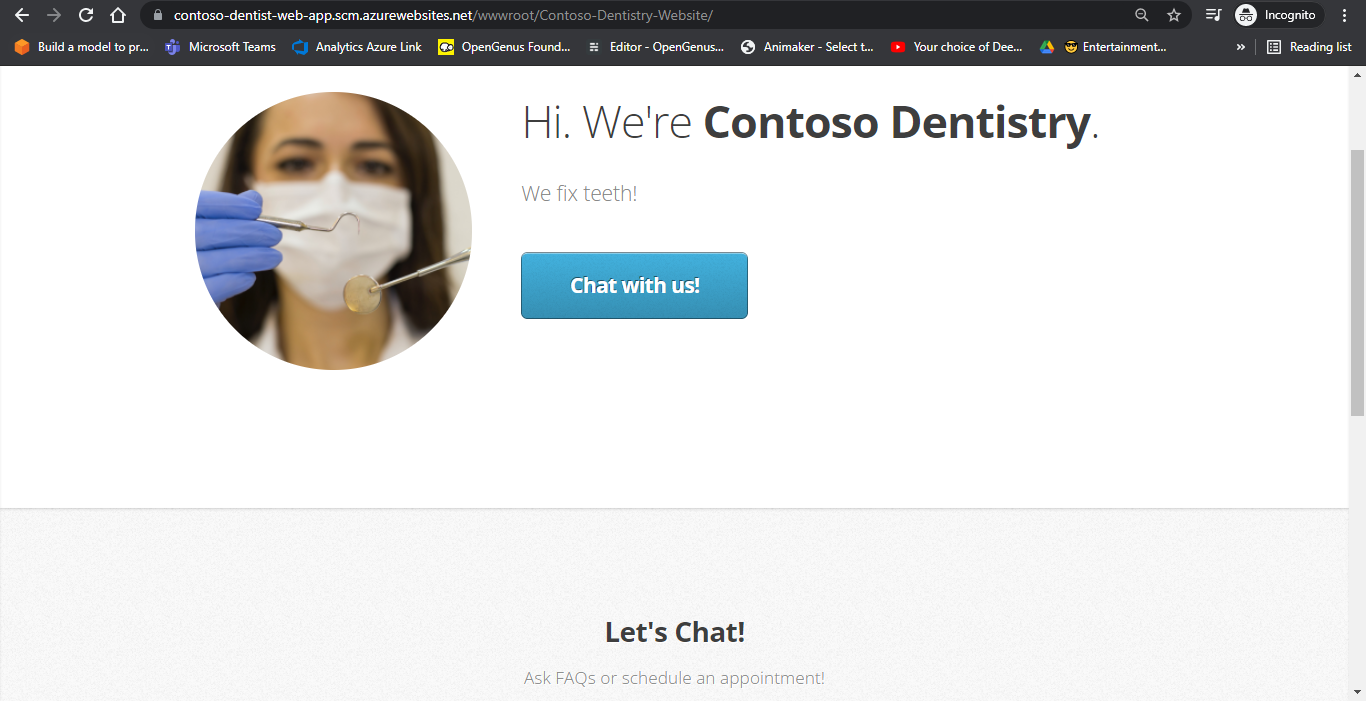 contoso-dentist-web-app.scm.azurewebsites.net/wwwroot/Contoso-Dentistry-Website/
Incognito
Build a model to pr...
Microsoft Teams
Analytics Azure Link
OpenGenus Found...
Editor - OpenGenus...
Animaker - Select t...
Your choice of Dee...
Entertainment...
»
Reading list
Hi. We're Contoso Dentistry.
We fix teeth!
Chat with us!
Let's Chat!
Ask FAQs or schedule an appointment!